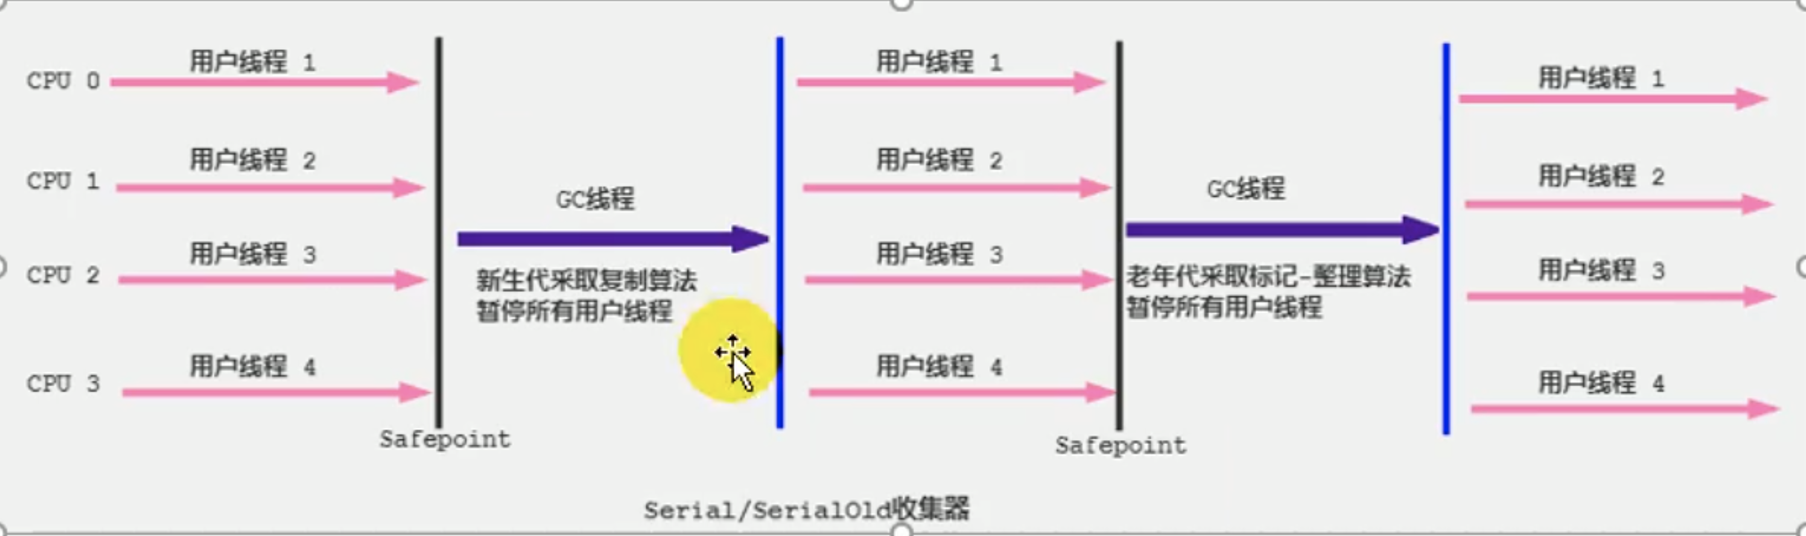 CPU 0
用户线程 1
用户线程 1
用户线程 1
CPU 1
用户线程 2
用户线程 2
用户线程 2
GC线程
GC线程
CPU 2
用户线程 3
用户线程 3
用户线程 3
新生代采取复制算法
暂停所有用户线程
老年代采取标记-整理算法
暂停所有用户线程
CPU 3
用户线程 4
用户线程 4
用户线程 4
Safepoint
Safepoint
Serial/SerialOld收集器